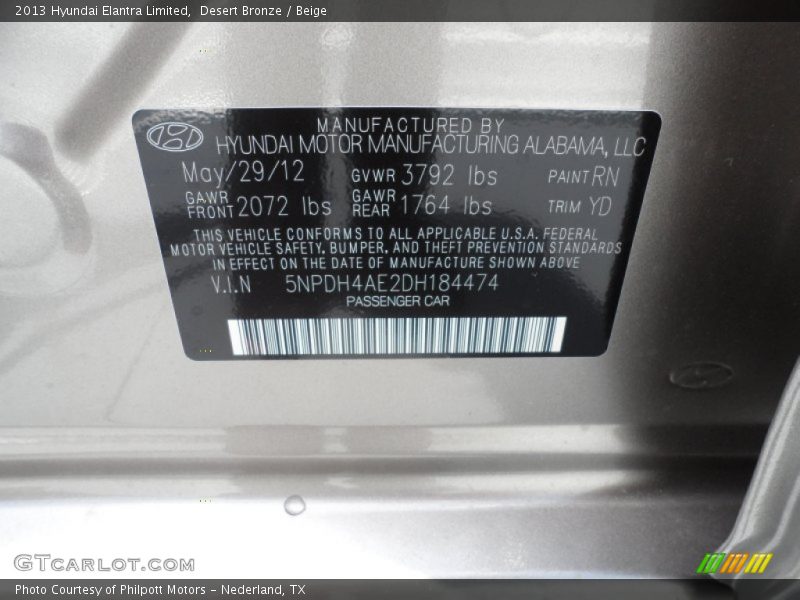 2013 Hyundai Elantra Limited, Desert Bronze / Beige
MANUFACTURED BY
HYUNDAI MOTOR MANUFACTURING ALABAMA, LLC
May/29/12 GVWR 3792 lbs PAINT RN
GAWR FRONT 2072 lbs GAWR REAR 1764 lbs TRIM YD
THIS VEHICLE CONFORMS TO ALL APPLICABLE U.S.A. FEDERAL
MOTOR VEHICLE SAFETY, BUMPER, AND THEFT PREVENTION STANDARDS
IN EFFECT ON THE DATE OF MANUFACTURE SHOWN ABOVE
V.I.N 5NPDH4AE2DH184474
PASSENGER CAR
GTcarlot.com
Photo Courtesy of Philpott Motors - Nederland, TX